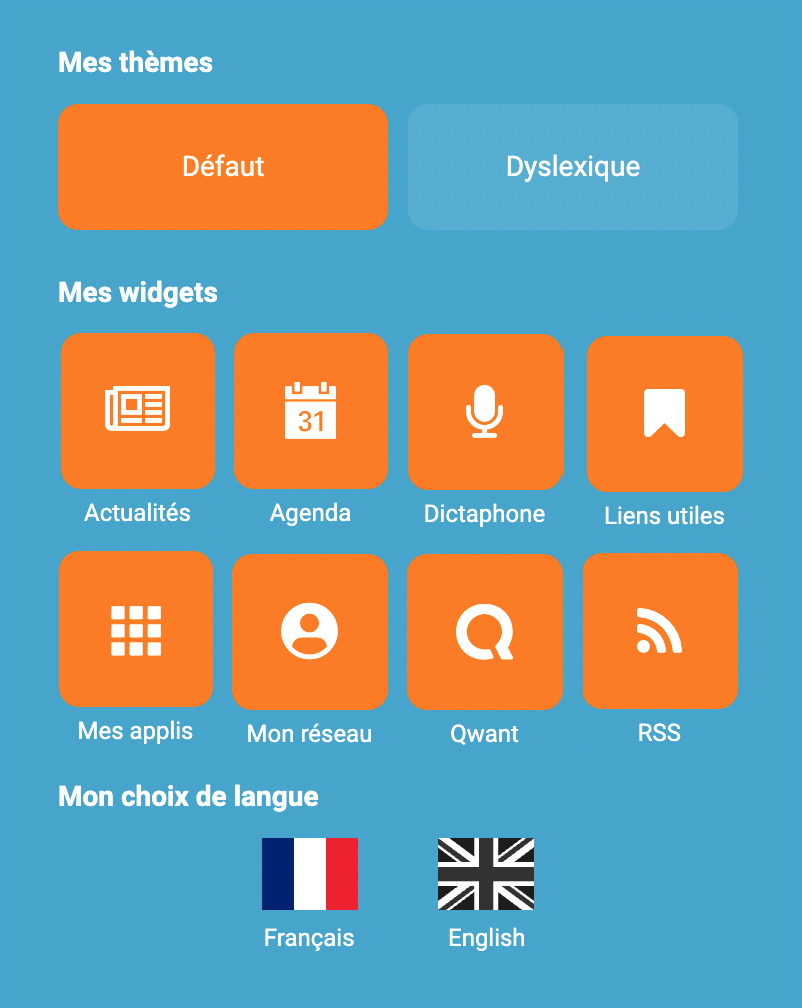 Mes thèmes
Défaut Dyslexique
Mes widgets
31
Actualités Agenda Dictaphone Liens utiles
Mes applis Mon réseau Qwant RSS
Mon choix de langue
Français English